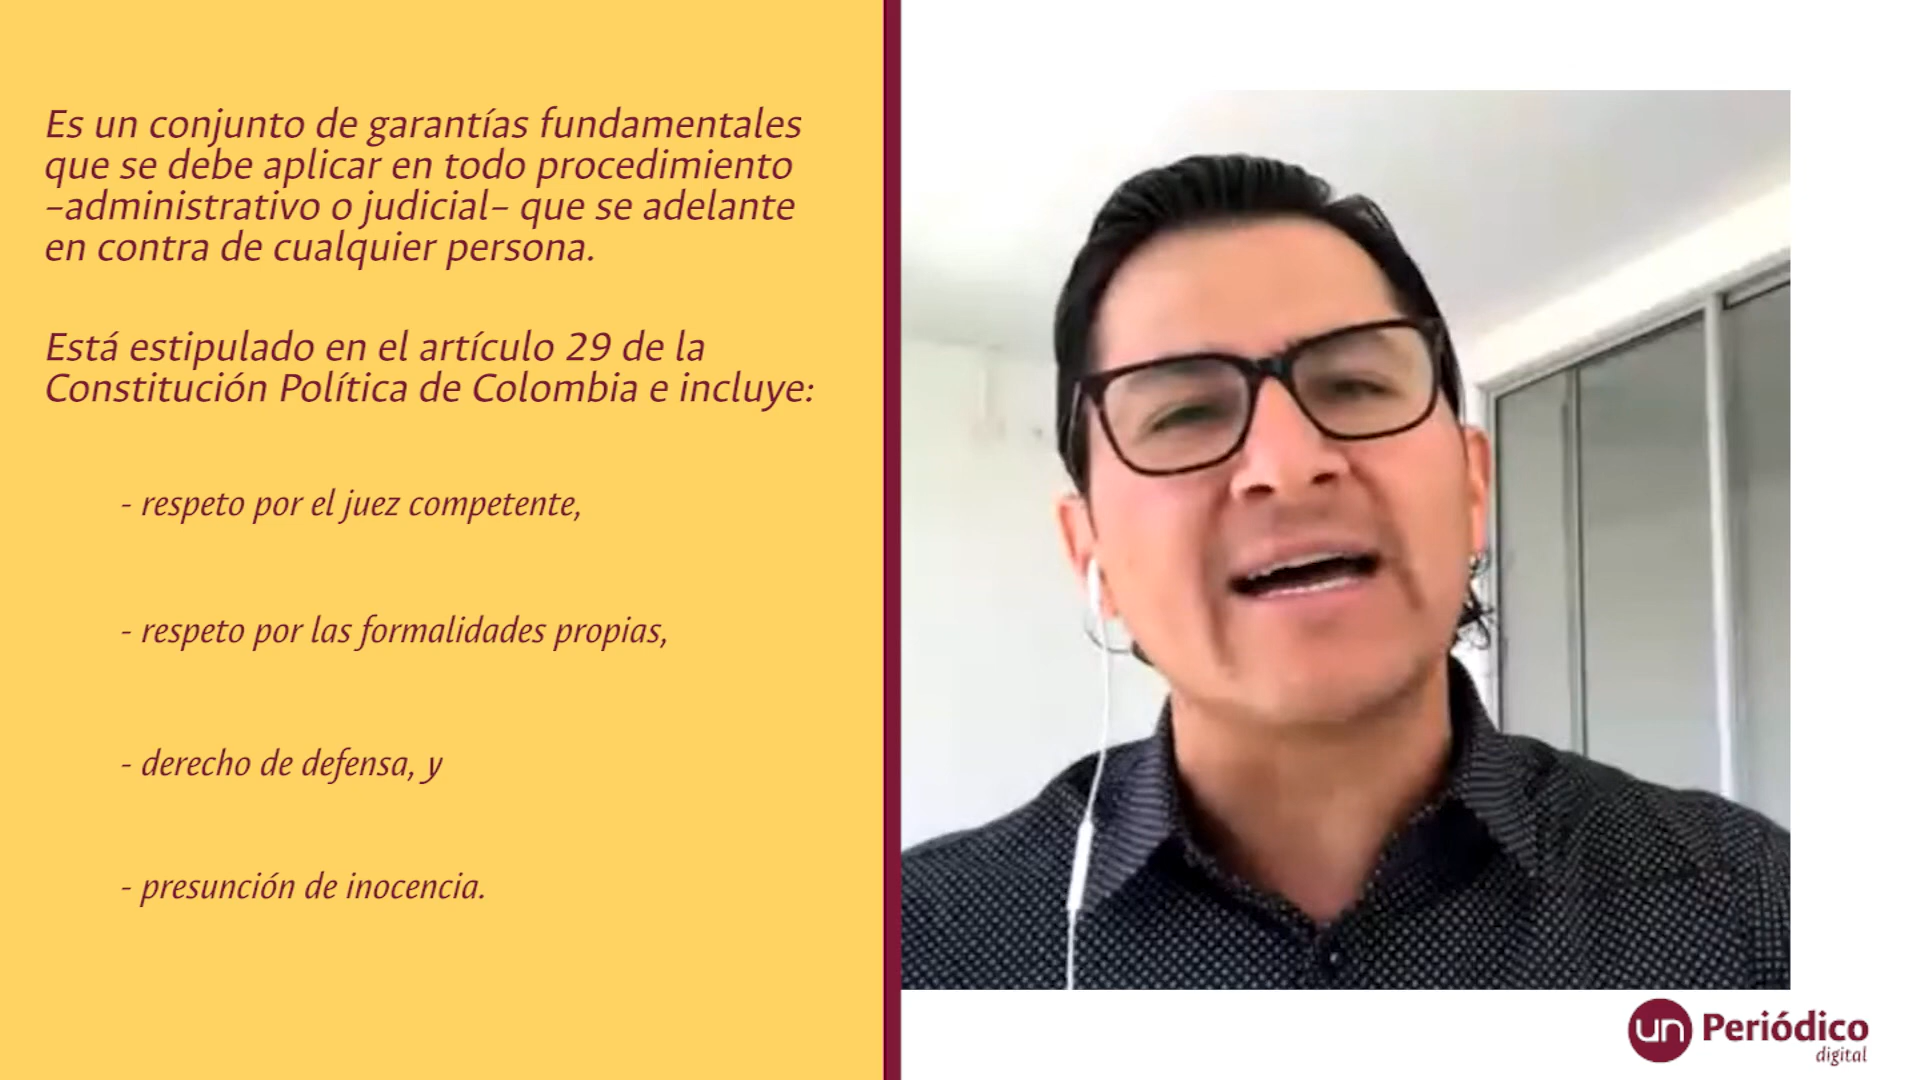 Es un conjunto de garantías fundamentales
que se debe aplicar en todo procedimiento
–administrativo o judicial– que se adelante
en contra de cualquier persona.
Está estipulado en el artículo 29 de la
Constitución Política de Colombia e incluye:
- respeto por el juez competente,
- respeto por las formalidades propias,
- derecho de defensa, y
- presunción de inocencia.
un Periódico
digital